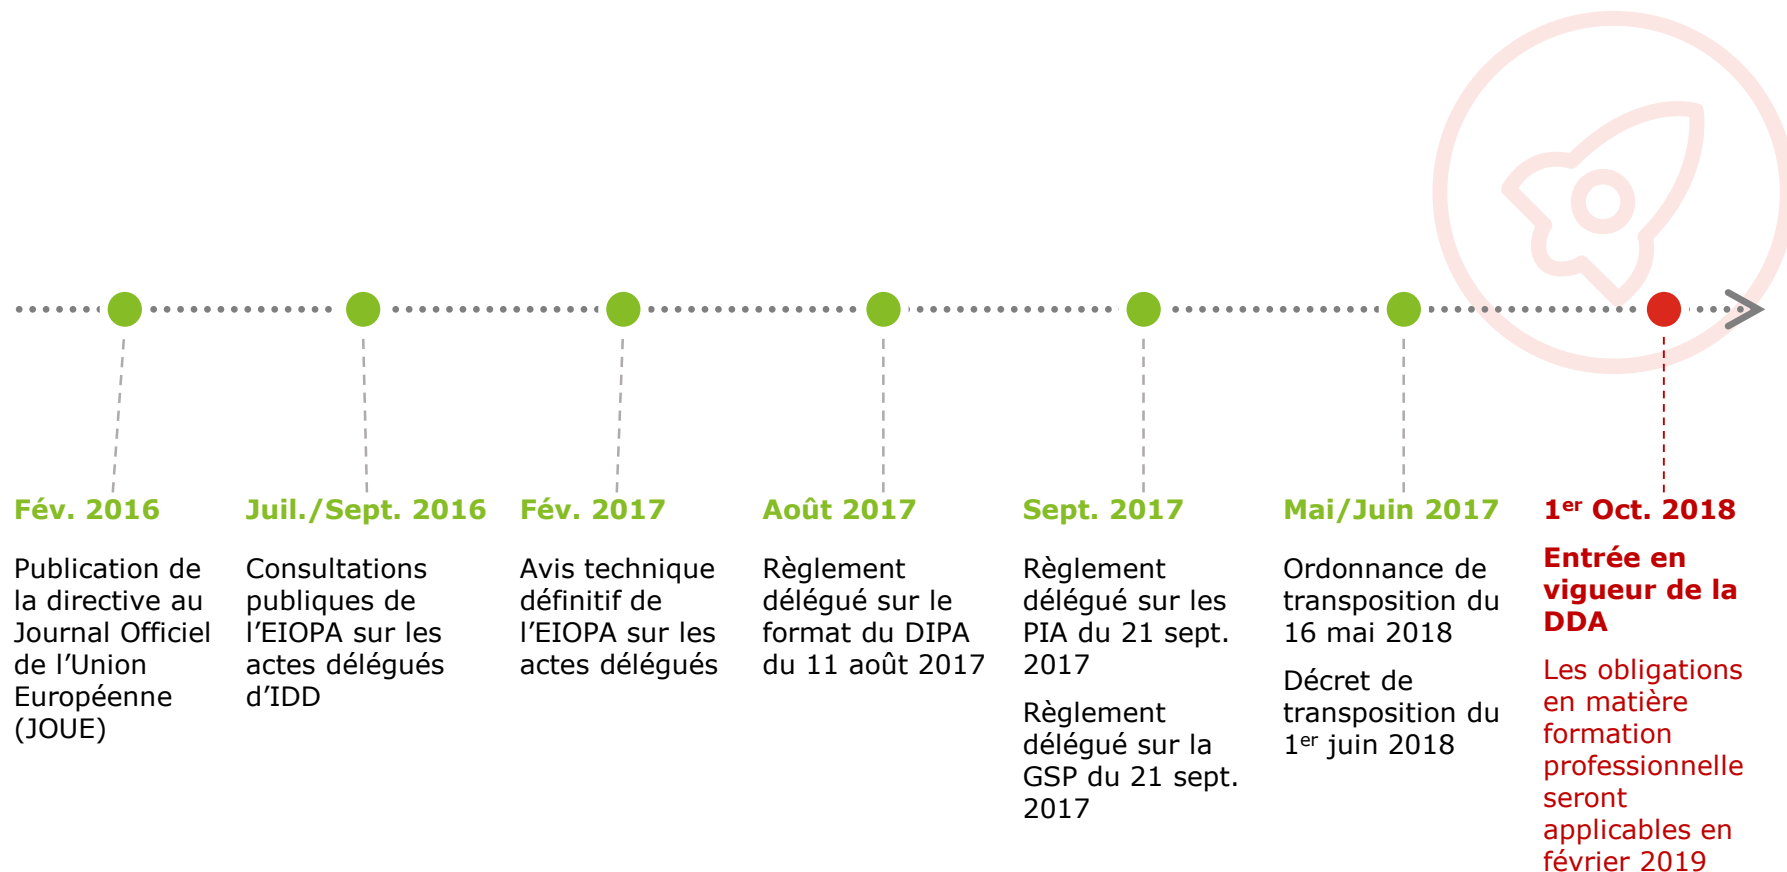 Fév. 2016
Publication de
la directive au
Journal Officiel
de l’Union
Européenne
(JOUE)
Juil./Sept. 2016
Consultations
publiques de
l’EIOPA sur les
actes délégués
d’IDD
Fév. 2017
Avis technique
définitif de
l’EIOPA sur les
actes délégués
Août 2017
Règlement
délégué sur le
format du DIPA
du 11 août 2017
Sept. 2017
Règlement
délégué sur les
PIA du 21 sept.
2017
Règlement
délégué sur la
GSP du 21 sept.
2017
Mai/Juin 2017
Ordonnance de
transposition du
16 mai 2018
Décret de
transposition du
1er juin 2018
1er Oct. 2018
Entrée en
vigueur de la
DDA
Les obligations
en matière
formation
professionnelle
seront
applicables en
février 2019